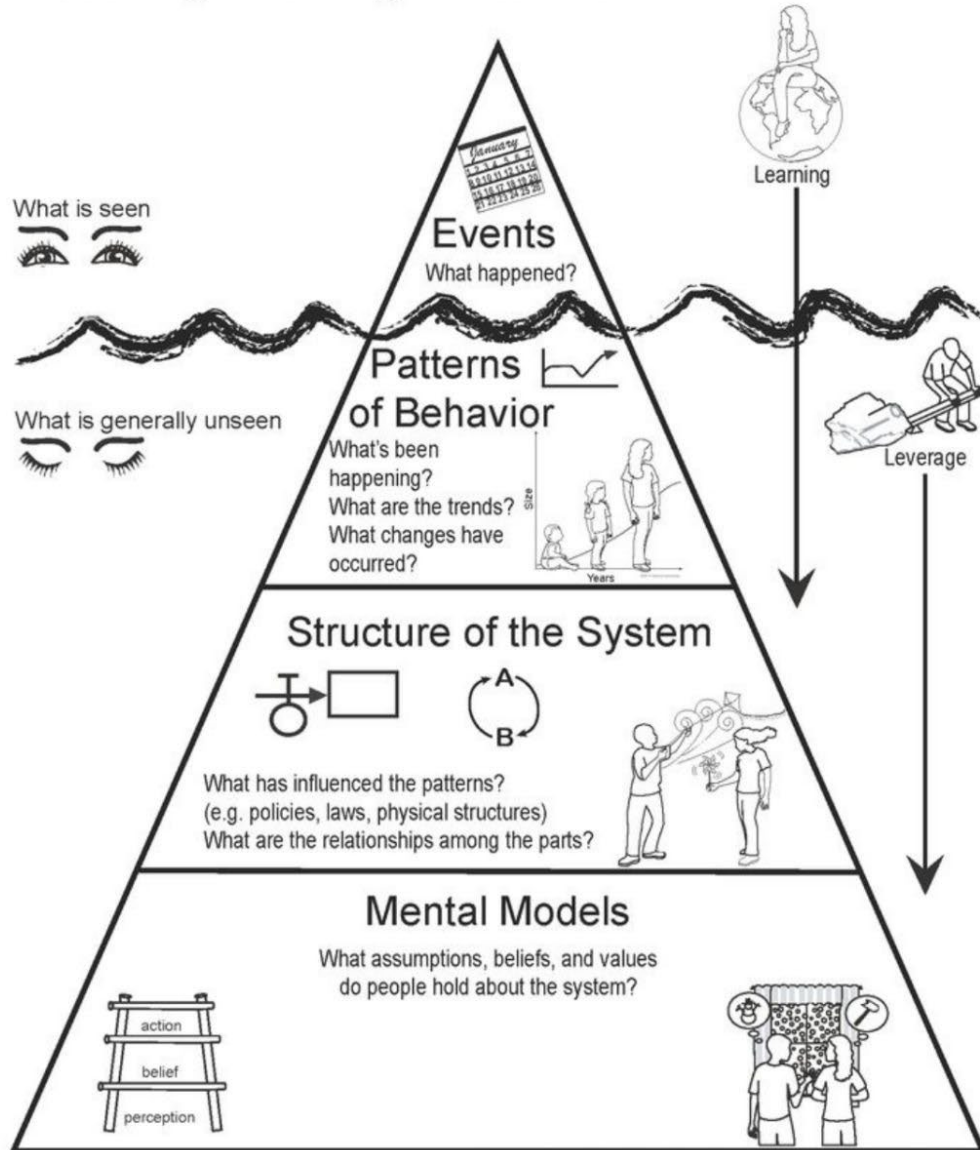 January
Learning
What is seen
Events
What happened?
Patterns
of Behavior
What is generally unseen
What's been
happening?
What are the trends?
What changes have
occurred?
Size
Years
Leverage
Structure of the System
A
B
What has influenced the patterns?
(e.g. policies, laws, physical structures)
What are the relationships among the parts?
Mental Models
What assumptions, beliefs, and values
do people hold about the system?
action
belief
perception